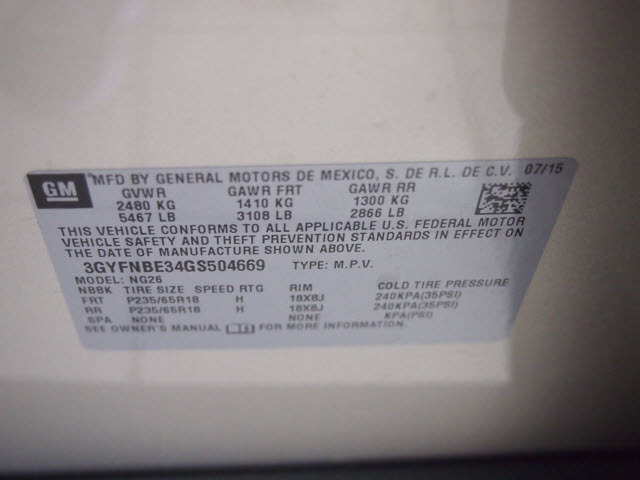 GM
MFD BY GENERAL MOTORS DE MEXICO, S. DE R.L. DE C.V. 07/15
GVWR GAWR FRT GAWR RR
2480 KG 1410 KG 1300 KG
5467 LB 3108 LB 2866 LB
THIS VEHICLE CONFORMS TO ALL APPLICABLE U.S. FEDERAL MOTOR
VEHICLE SAFETY AND THEFT PREVENTION STANDARDS IN EFFECT ON
THE DATE OF MANUFACTURE SHOWN ABOVE.
3GYFNBE34GS504669 TYPE: M.P.V.
MODEL: NG26
NBBK TIRE SIZE SPEED RTG RIM COLD TIRE PRESSURE
FRT P235/65R18 H 18X8J 240KPA(35PSI)
RR P235/65R18 H 18X8J 240KPA(35PSI)
SPA NONE NONE KPA(PSI)
SEE OWNER'S MANUAL FOR MORE INFORMATION.